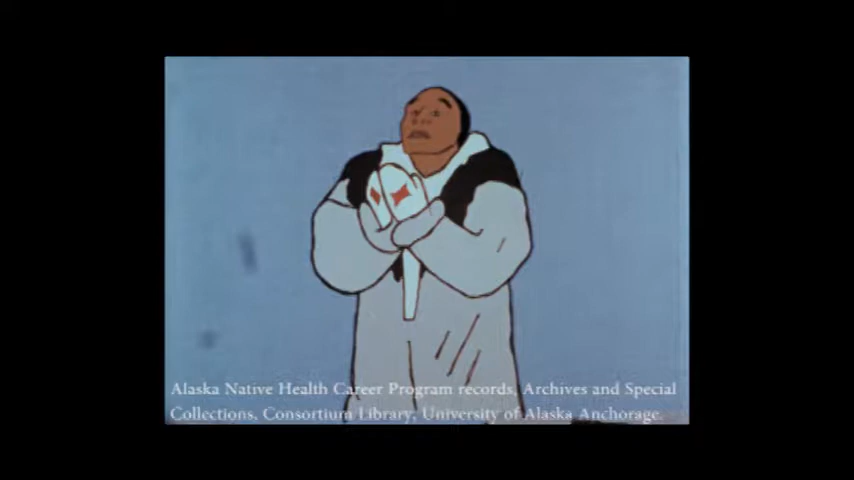 Alaska Native Health Career Program records, Archives and Special
Collections, Consortium Library, University of Alaska Anchorage.